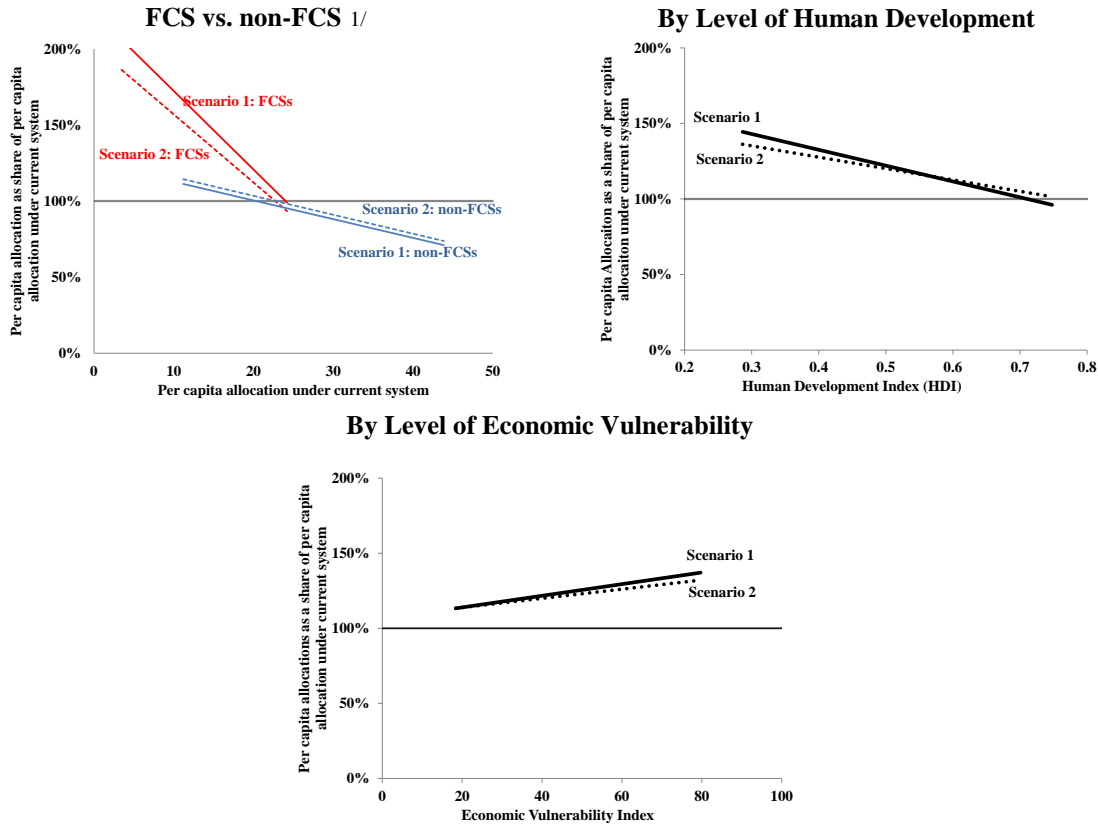 FCS vs. non-FCS 1/
Per capita allocation as share of per capita
allocation under current system
200%
150%
100%
50%
0%
Scenario 1: FCSs
Scenario 2: FCSs
Scenario 2: non-FCSs
Scenario 1: non-FCSs
0 10 20 30 40 50
Per capita allocation under current system
By Level of Human Development
Per capita Allocaiton as a share of per capita
allocaiton under current system
200%
150%
100%
50%
0%
Scenario 1
Scenario 2
0.2 0.3 0.4 0.5 0.6 0.7 0.8
Human Development Index (HDI)
By Level of Economic Vulnerability
Per capita allocations as a share of per capita
allocation under current system
200%
150%
100%
50%
0%
Scenario 1
Scenario 2
0 20 40 60 80 100
Economic Vulnerability Index